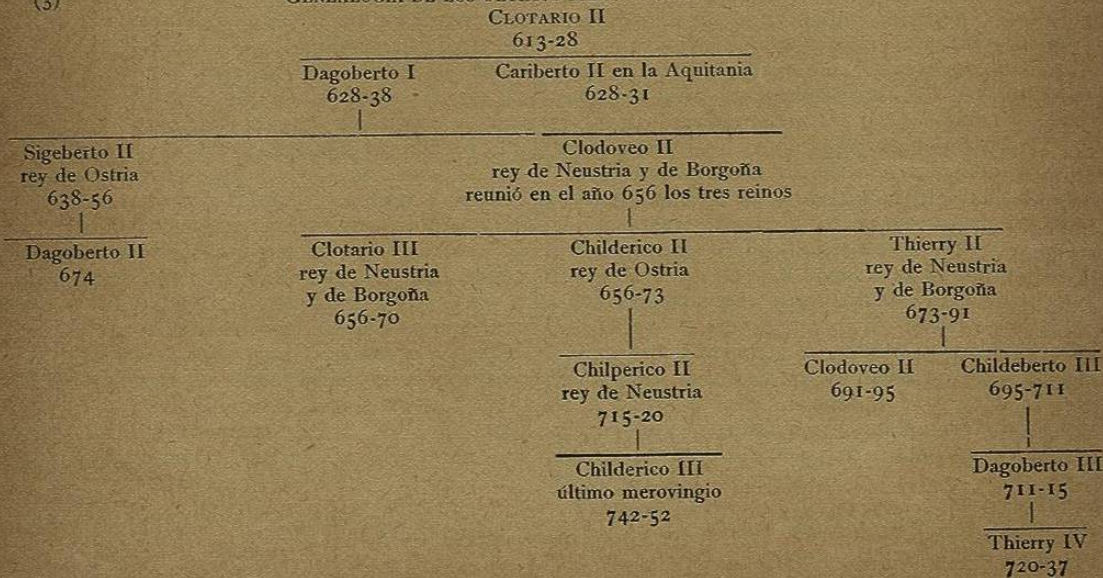 (3)
CLOTARIO II
613-28
Dagoberto I
628-38
Cariberto II en la Aquitania
628-31
Sigeberto II
rey de Ostria
638-56
Clodoveo II
rey de Neustria y de Borgoña
reunió en el año 656 los tres reinos
Dagoberto II
674
Clotario III
rey de Neustria
y de Borgoña
656-70
Childerico II
rey de Ostria
656-73
Thierry II
rey de Neustria
y de Borgoña
673-91
Chilperico II
rey de Neustria
715-20
Clodoveo II
691-95
Childeberto III
695-711
Childerico III
último merovingio
742-52
Dagoberto III
711-15
Thierry IV
720-37